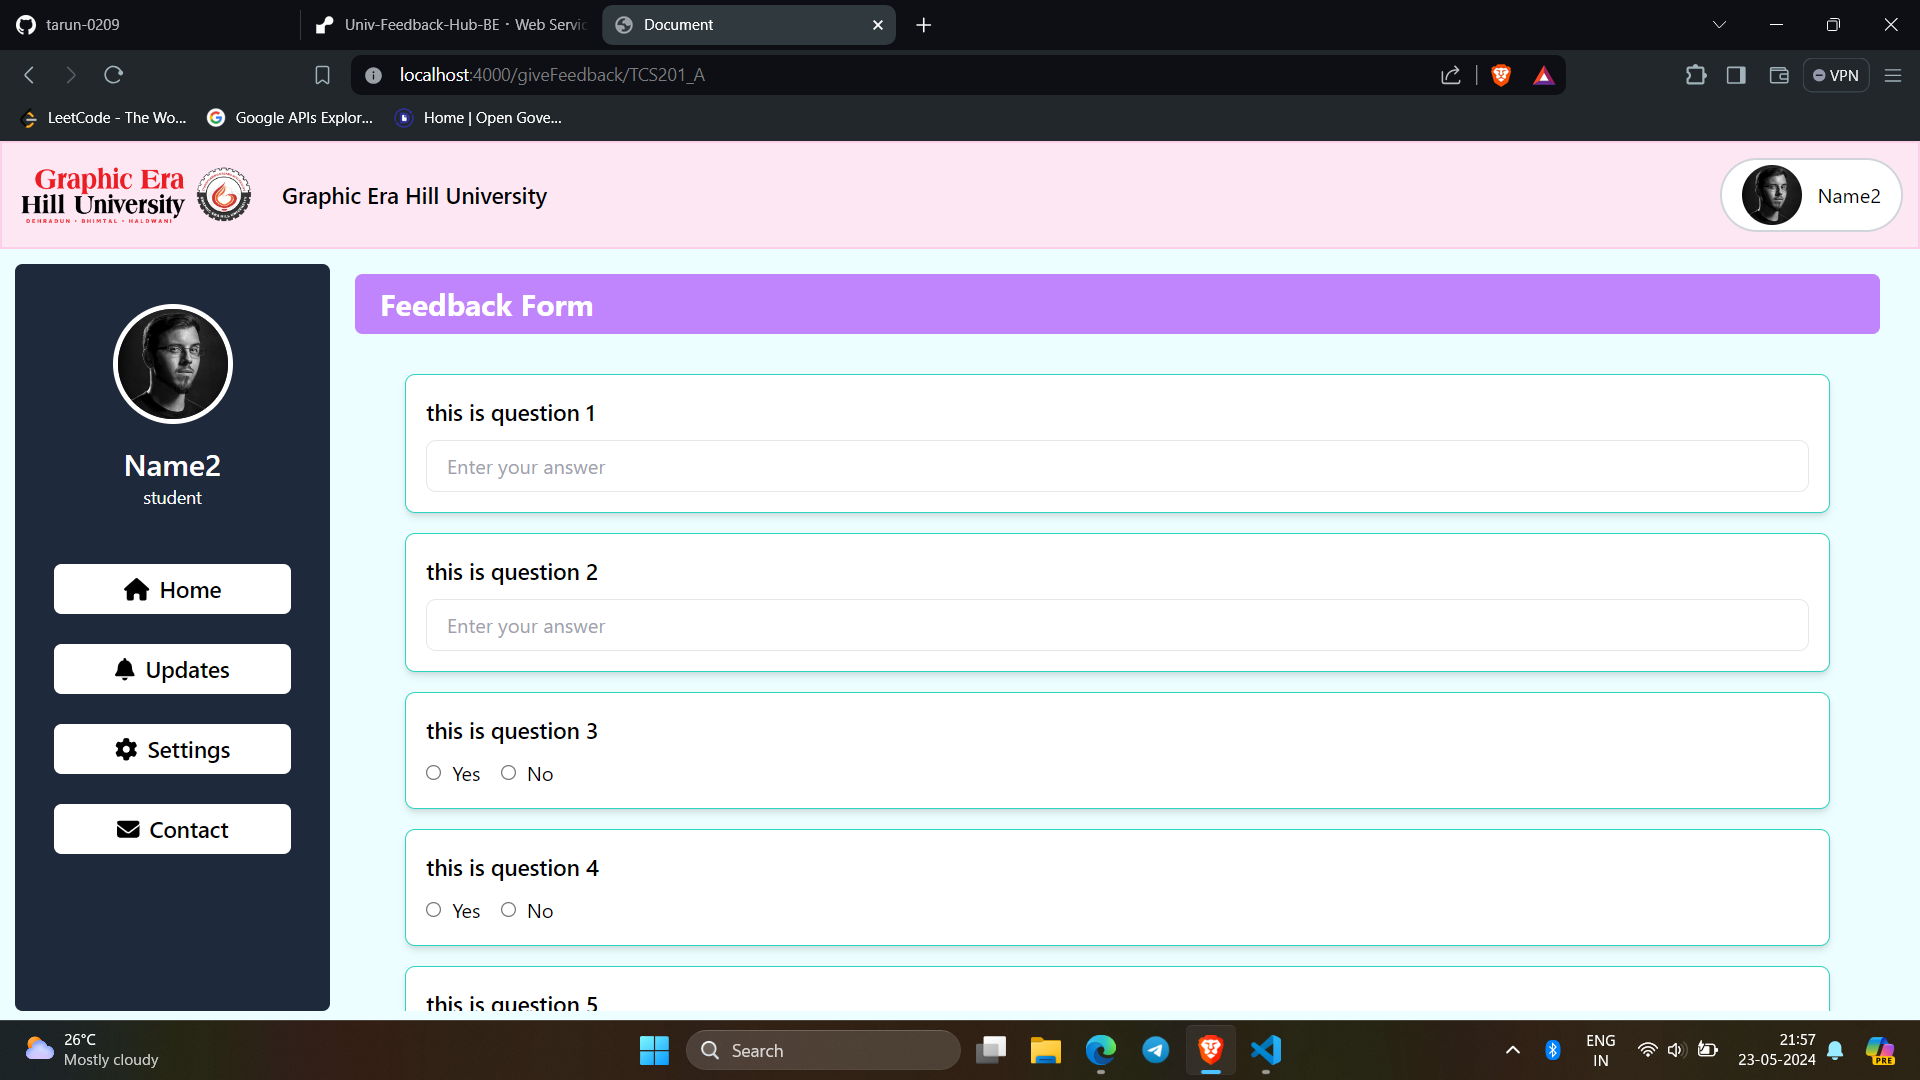 tarun-0209
Univ-Feedback-Hub-BE · Web Servic
Document
localhost:4000/giveFeedback/TCS201_A
VPN
LeetCode - The Wo...
Google APIs Explor...
Home | Open Gove...
Graphic Era
Hill University
DEHRADUN • BHIMTAL • HALDWANI
Graphic Era Hill University
Name2
Name2
student
Home
Updates
Settings
Contact
Feedback Form
this is question 1
Enter your answer
this is question 2
Enter your answer
this is question 3
Yes No
this is question 4
Yes No
this is question 5
26°C
Mostly cloudy
Search
ENG
IN
21:57
23-05-2024
PRE